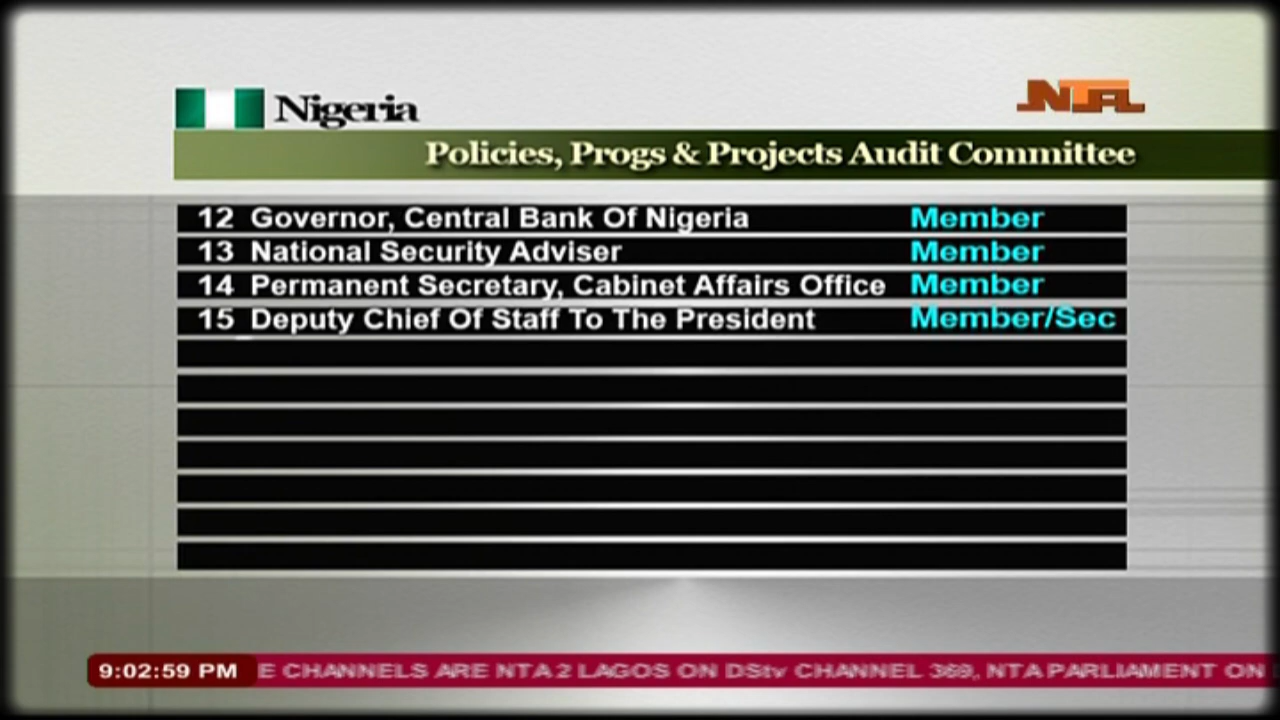 Nigeria
NTA
Policies, Progs & Projects Audit Committee
12 Governor, Central Bank Of Nigeria Member
13 National Security Adviser Member
14 Permanent Secretary, Cabinet Affairs Office Member
15 Deputy Chief Of Staff To The President Member/Sec
9:02:59 PM E CHANNELS ARE NTA 2 LAGOS ON DStv CHANNEL 369, NTA PARLIAMENT ON